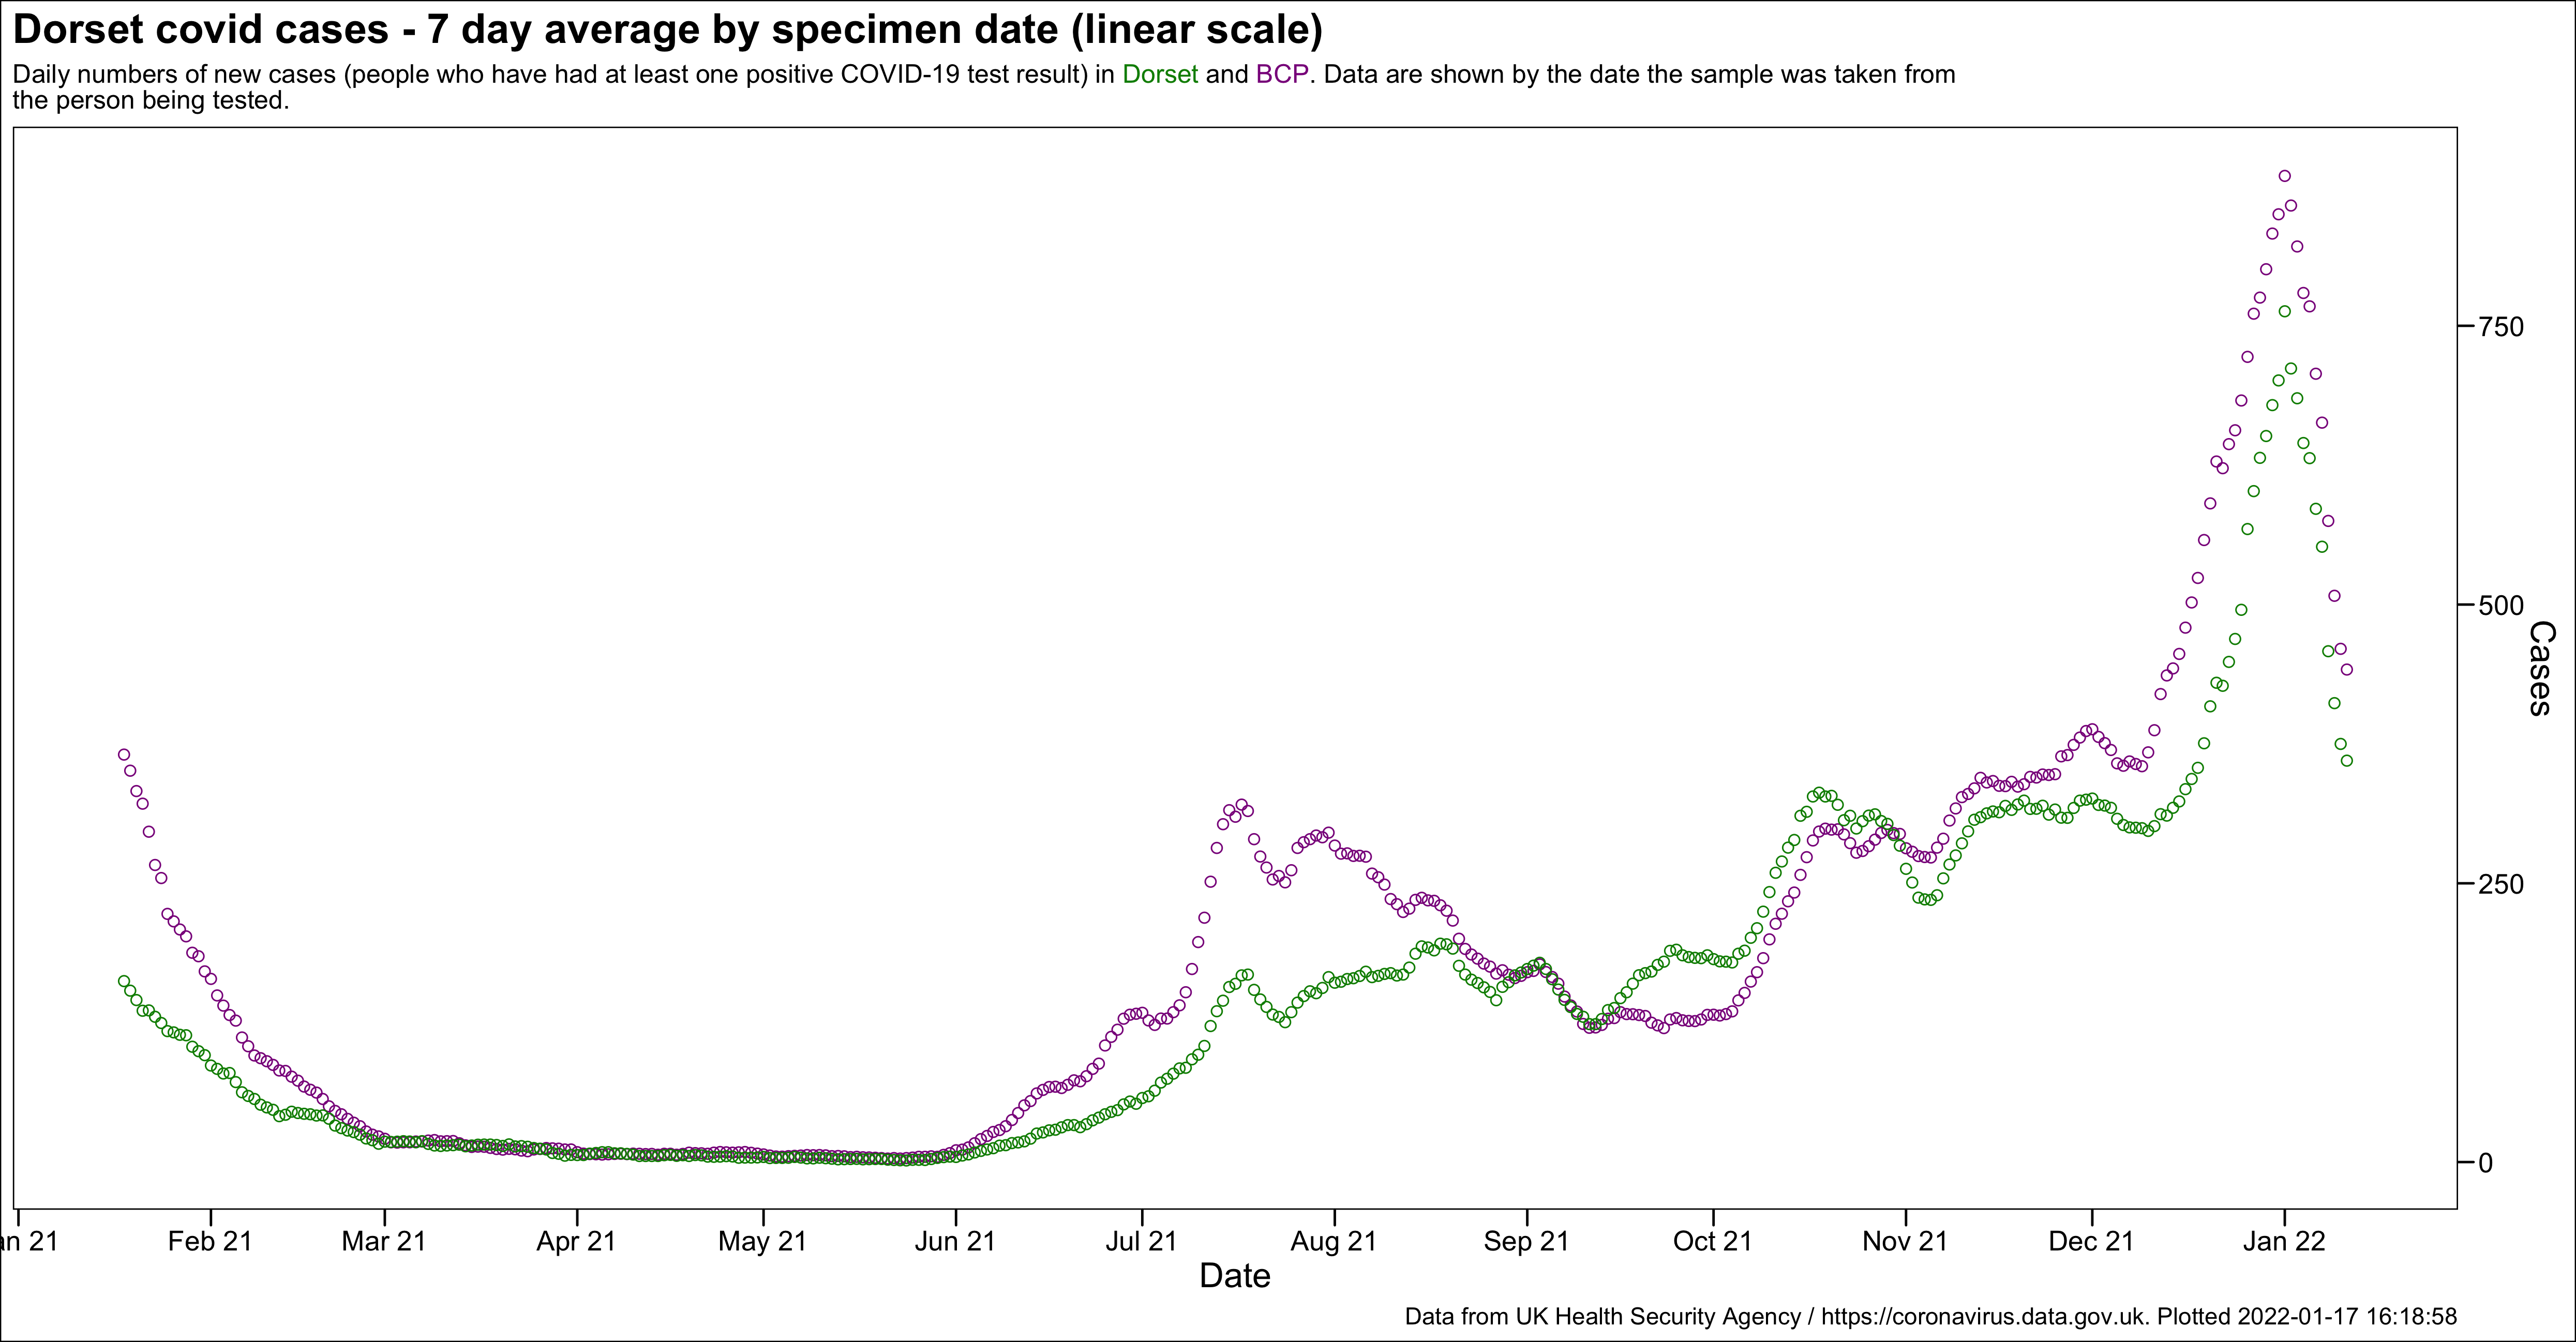 Dorset covid cases - 7 day average by specimen date (linear scale)
Daily numbers of new cases (people who have had at least one positive COVID-19 test result) in Dorset and BCP. Data are shown by the date the sample was taken from
the person being tested.
750
500
250
0
Cases
n 21 Feb 21 Mar 21 Apr 21 May 21 Jun 21 Jul 21 Aug 21 Sep 21 Oct 21 Nov 21 Dec 21 Jan 22
Date
Data from UK Health Security Agency / https://coronavirus.data.gov.uk. Plotted 2022-01-17 16:18:58